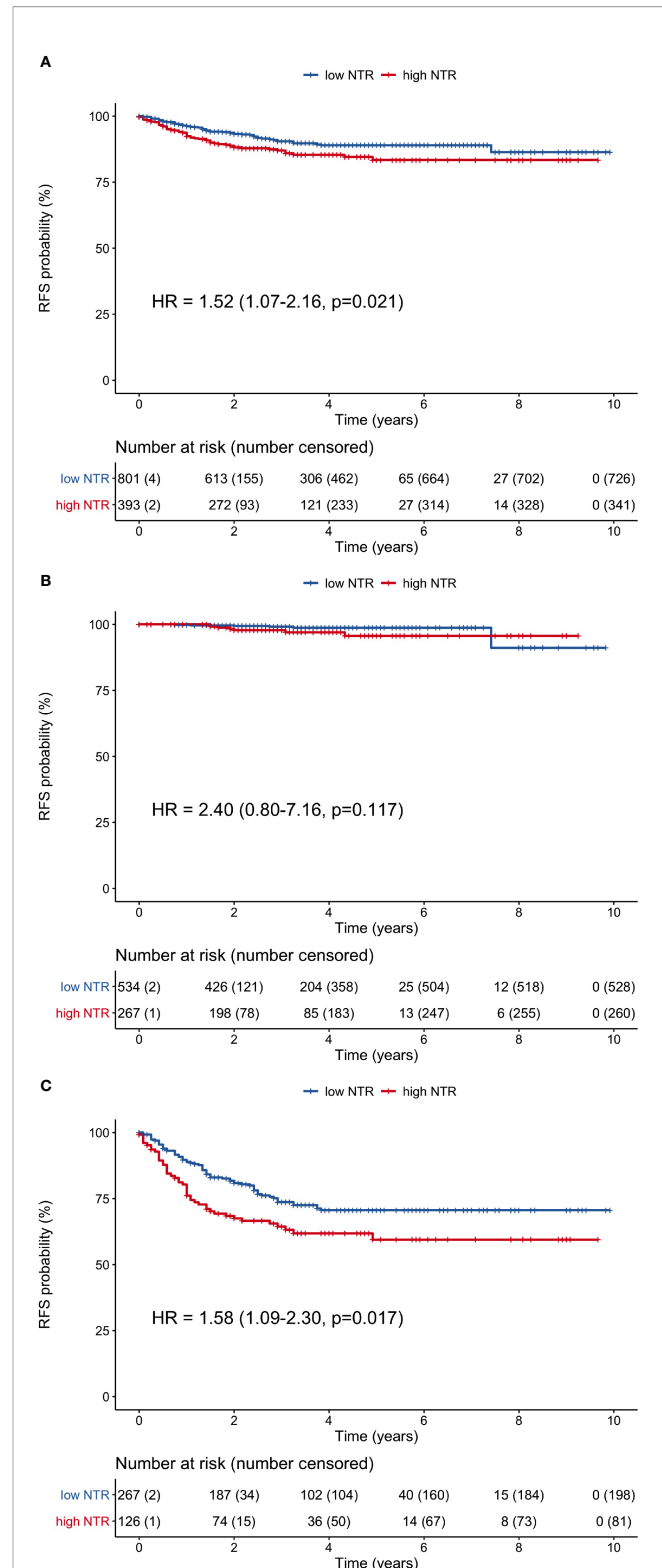 A
low NTR high NTR
100
75
50
25
0
RFS probability (%)
HR = 1.52 (1.07-2.16, p=0.021)
0 2 4 6 8 10
Time (years)
Number at risk (number censored)
low NTR 801 (4) 613 (155) 306 (462) 65 (664) 27 (702) 0 (726)
high NTR 393 (2) 272 (93) 121 (233) 27 (314) 14 (328) 0 (341)
0 2 4 6 8 10
Time (years)
B
low NTR high NTR
100
75
50
25
0
RFS probability (%)
HR = 2.40 (0.80-7.16, p=0.117)
0 2 4 6 8 10
Time (years)
Number at risk (number censored)
low NTR 534 (2) 426 (121) 204 (358) 25 (504) 12 (518) 0 (528)
high NTR 267 (1) 198 (78) 85 (183) 13 (247) 6 (255) 0 (260)
0 2 4 6 8 10
Time (years)
C
low NTR high NTR
100
75
50
25
0
RFS probability (%)
HR = 1.58 (1.09-2.30, p=0.017)
0 2 4 6 8 10
Time (years)
Number at risk (number censored)
low NTR 267 (2) 187 (34) 102 (104) 40 (160) 15 (184) 0 (198)
high NTR 126 (1) 74 (15) 36 (50) 14 (67) 8 (73) 0 (81)
0 2 4 6 8 10
Time (years)